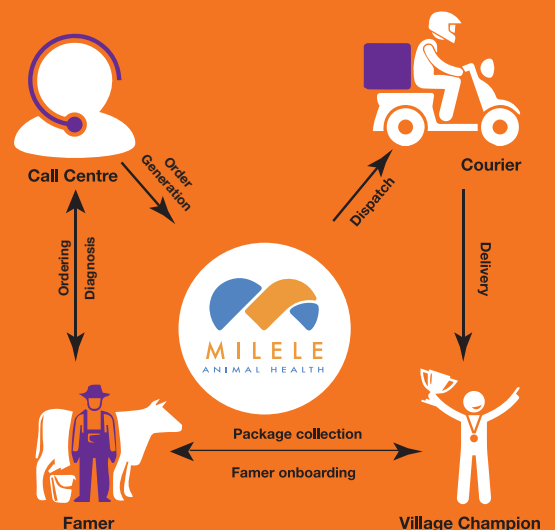 Call Centre
Courier
Order
Generation
Dispatch
Ordering
Diagnosis
Delivery
MILELE
ANIMAL HEALTH
Package collection
Famer onboarding
Famer
Village Champion